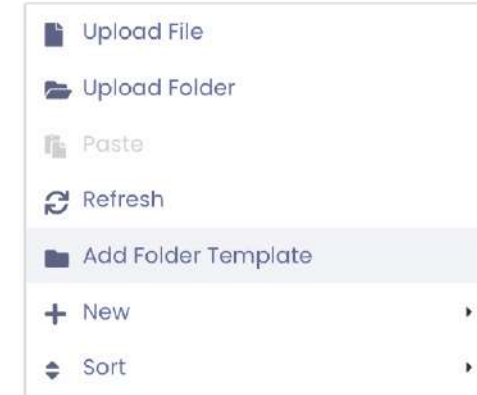 Upload File
Upload Folder
Paste
Refresh
Add Folder Template
New
Sort